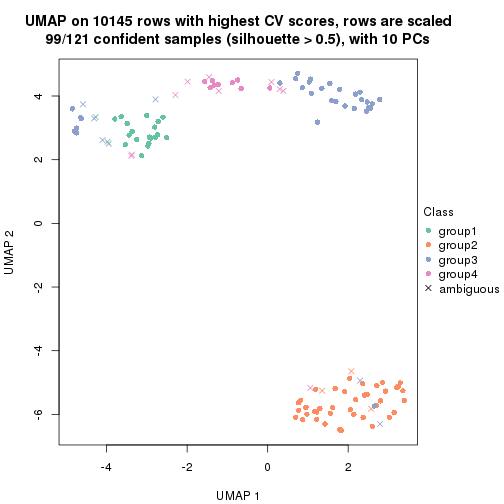 UMAP on 10145 rows with highest CV scores, rows are scaled
99/121 confident samples (silhouette > 0.5), with 10 PCs
4
2
0
-2
-4
-6
UMAP 2
-4
-2
0
2
UMAP 1
Class
group1
group2
group3
group4
ambiguous